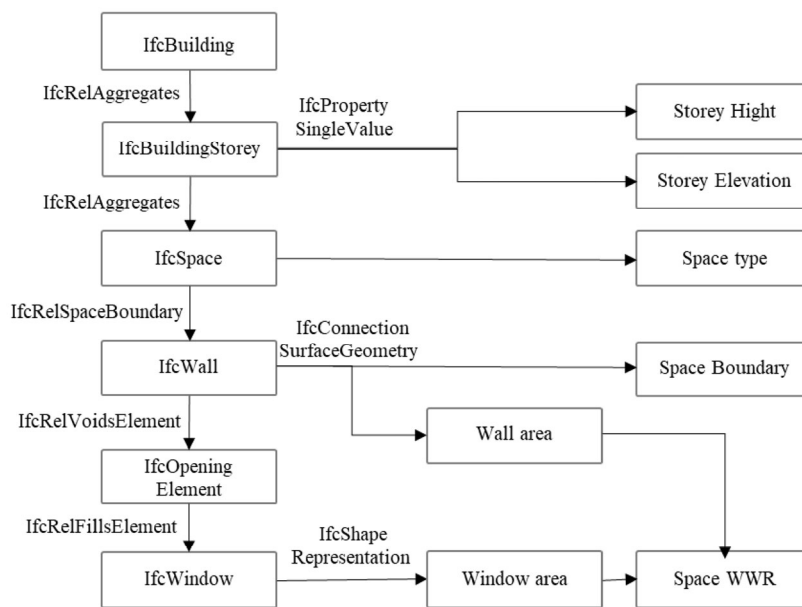 IfcBuilding
IfcRelAggregates
IfcProperty
SingleValue
Storey Hight
IfcBuildingStorey
Storey Elevation
IfcRelAggregates
IfcSpace
Space type
IfcRelSpaceBoundary
IfcConnection
SurfaceGeometry
IfcWall
Space Boundary
IfcRelVoidsElement
Wall area
IfcOpening
Element
IfcRelFillsElement
IfcShape
Representation
IfcWindow
Window area
Space WWR